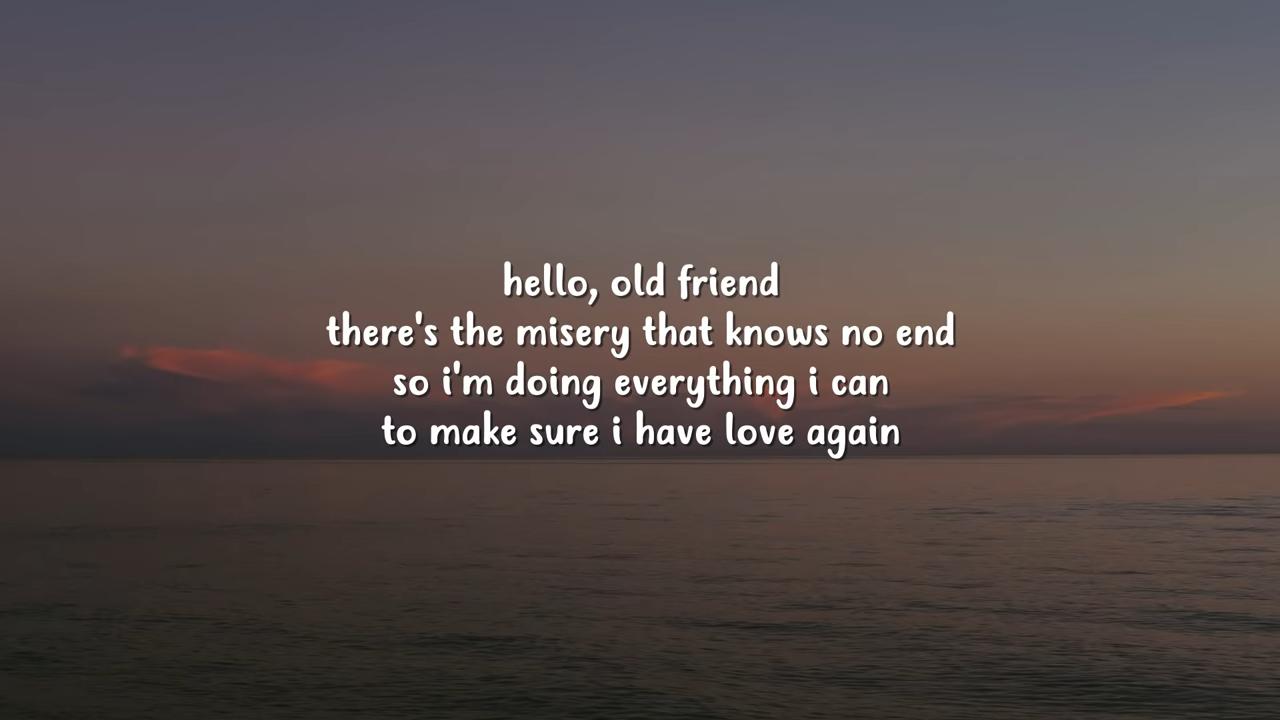 hello, old friend
there's the misery that knows no end
so i'm doing everything i can
to make sure i have love again